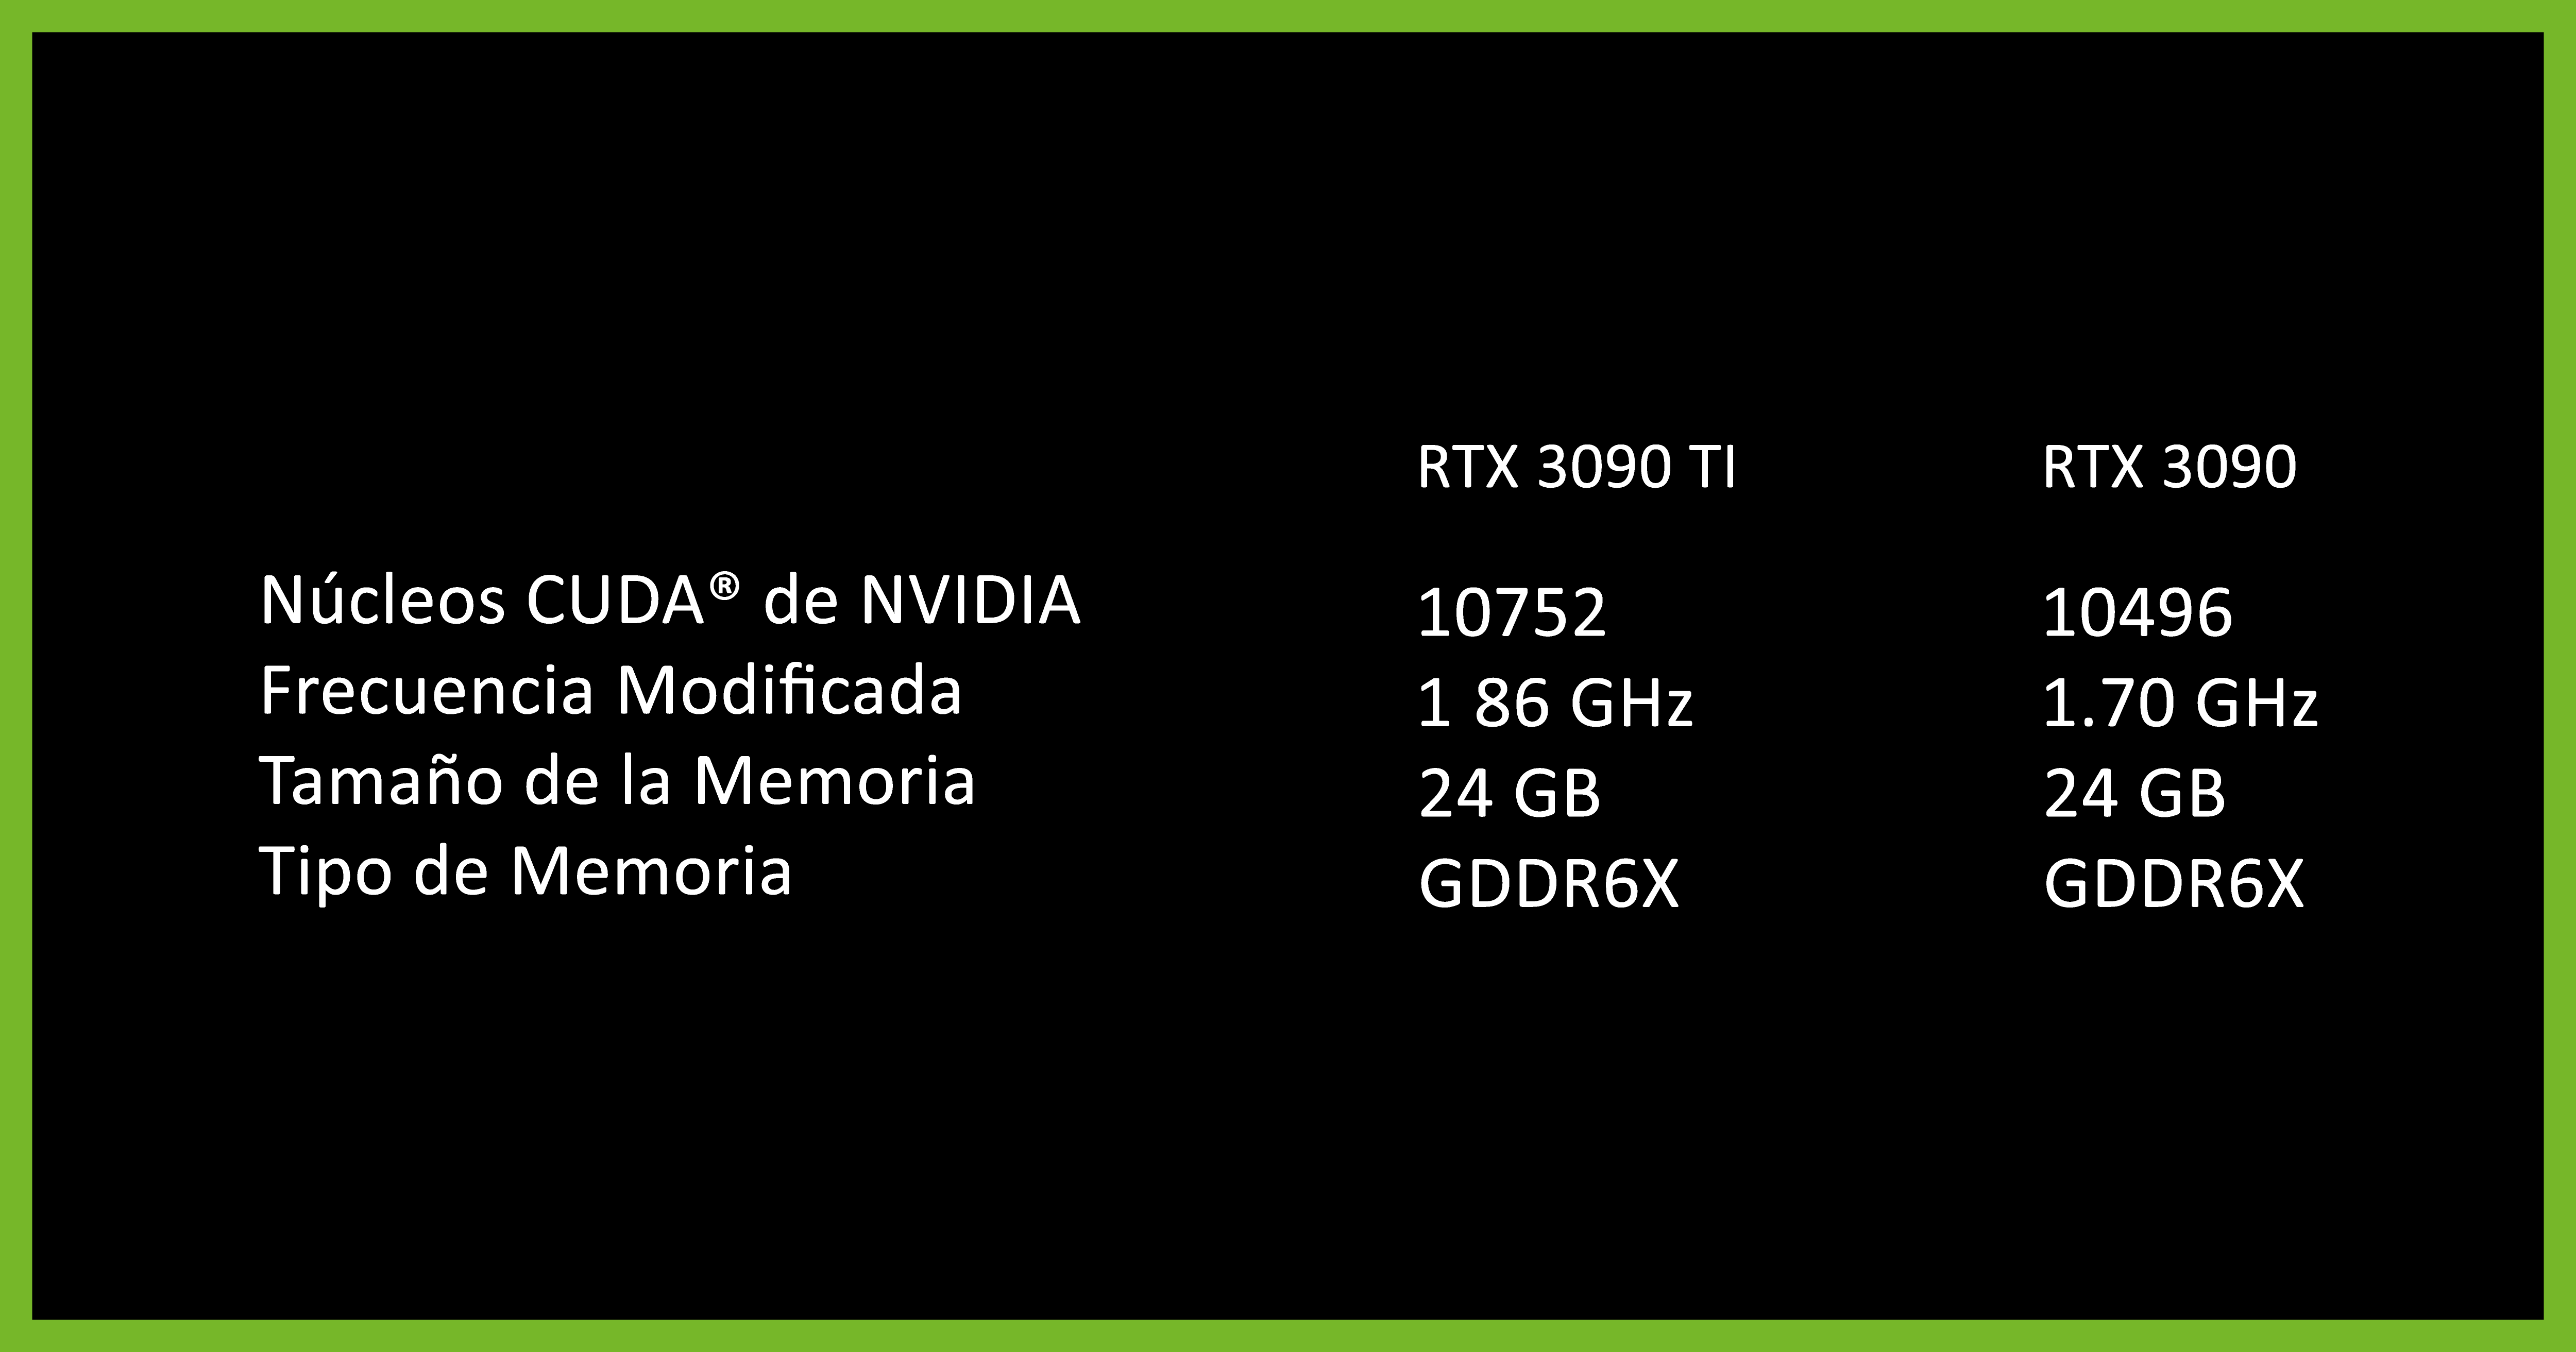 RTX 3090 TI RTX 3090
Núcleos CUDA® de NVIDIA 10752 10496
Frecuencia Modificada 1 86 GHz 1.70 GHz
Tamaño de la Memoria 24 GB 24 GB
Tipo de Memoria GDDR6X GDDR6X